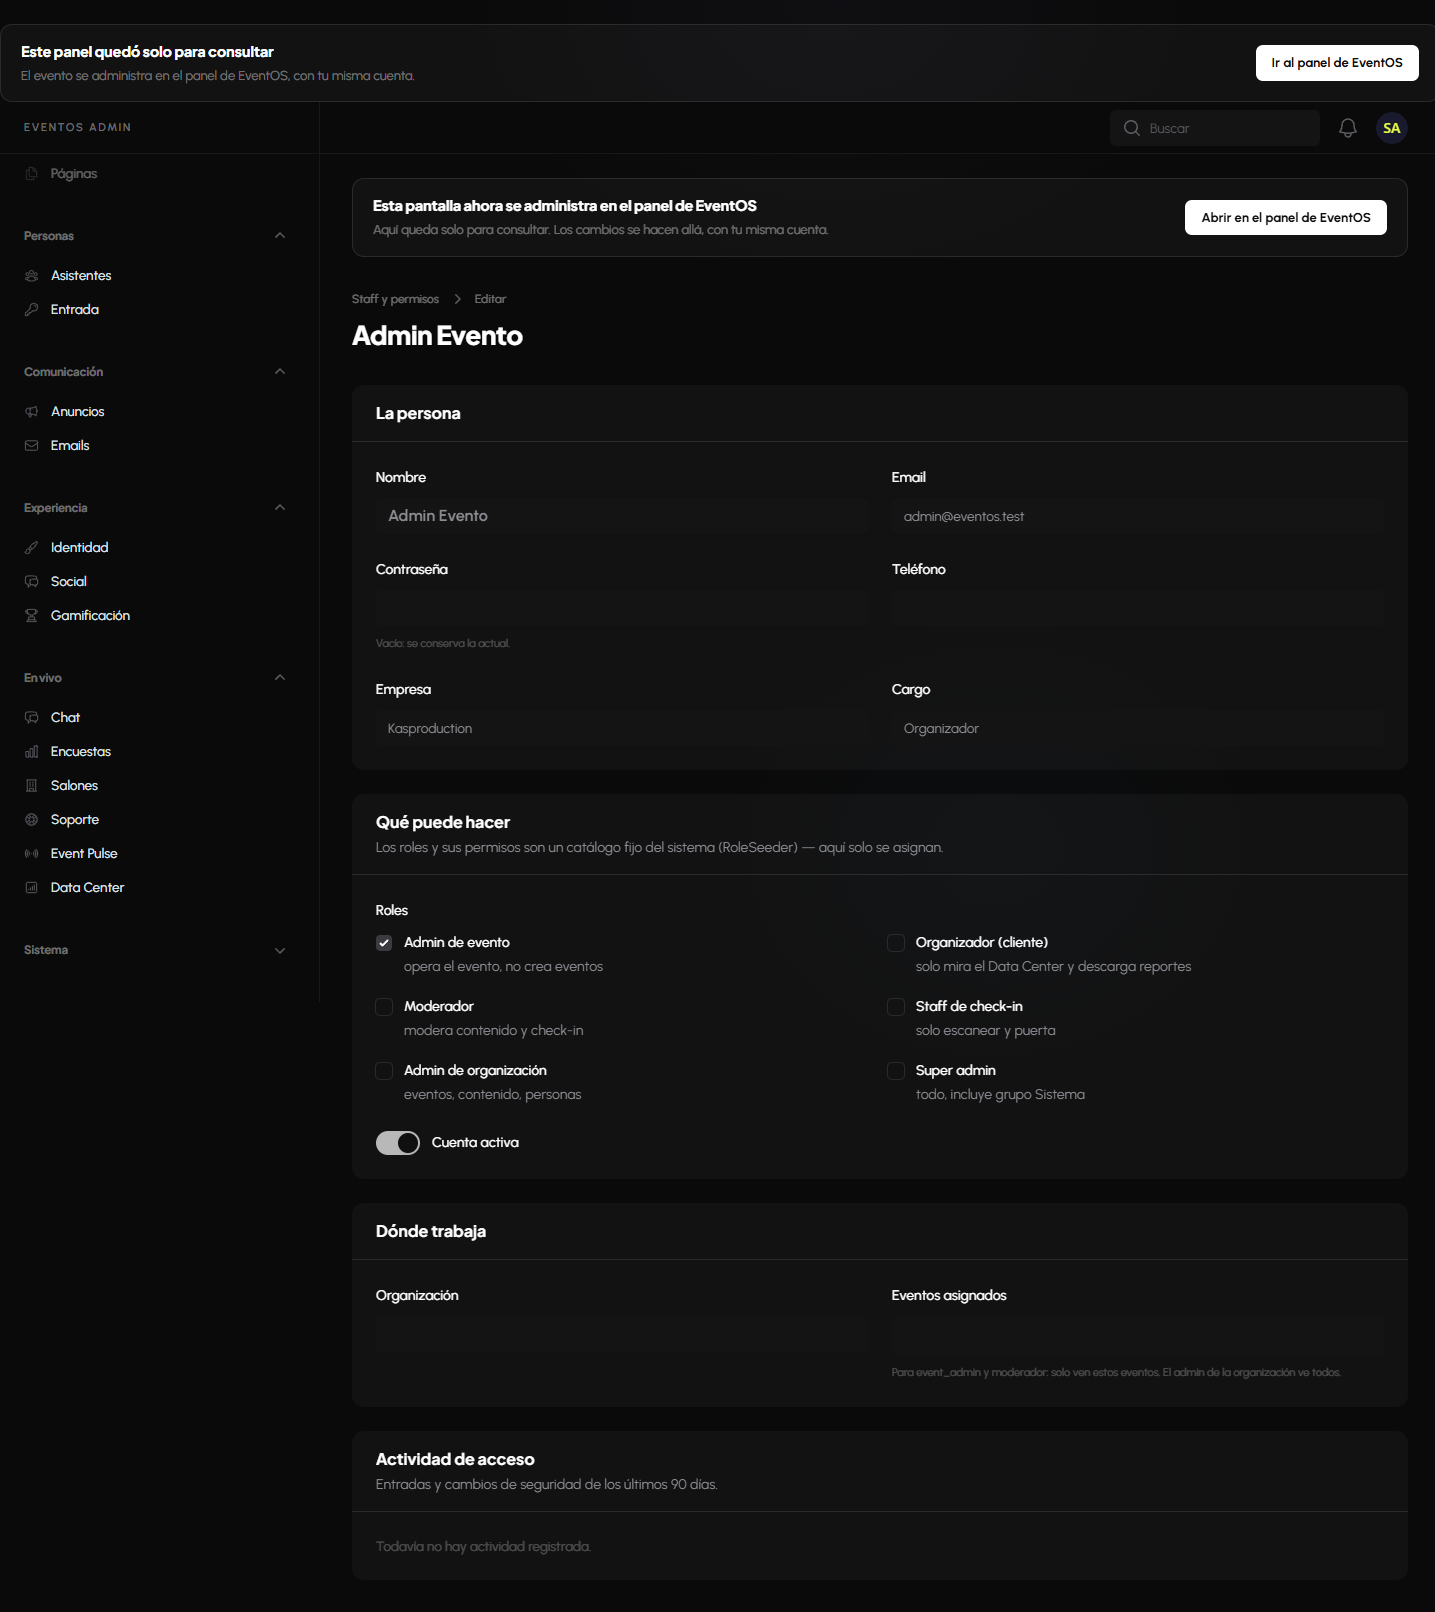 Este panel quedó solo para consultar
El evento se administra en el panel de EventOS, con tu misma cuenta.
Ir al panel de EventOS
EVENTOS ADMIN
Buscar
SA
Páginas
Personas
Asistentes
Entrada
Comunicación
Anuncios
Emails
Experiencia
Identidad
Social
Gamificación
En vivo
Chat
Encuestas
Salones
Soporte
Event Pulse
Data Center
Sistema
Esta pantalla ahora se administra en el panel de EventOS
Aquí queda solo para consultar. Los cambios se hacen allá, con tu misma cuenta.
Abrir en el panel de EventOS
Staff y permisos > Editar
Admin Evento
La persona
Nombre
Admin Evento
Email
admin@eventos.test
Contraseña
Vacío: se conserva la actual.
Teléfono
Empresa
Kasproduction
Cargo
Organizador
Qué puede hacer
Los roles y sus permisos son un catálogo fijo del sistema (RoleSeeder) — aquí solo se asignan.
Roles
Admin de evento
opera el evento, no crea eventos
Organizador (cliente)
solo mira el Data Center y descarga reportes
Moderador
modera contenido y check-in
Staff de check-in
solo escanear y puerta
Admin de organización
eventos, contenido, personas
Super admin
todo, incluye grupo Sistema
Cuenta activa
Dónde trabaja
Organización
Eventos asignados
Para event_admin y moderador: solo ven estos eventos. El admin de la organización ve todos.
Actividad de acceso
Entradas y cambios de seguridad de los últimos 90 días.
Todavía no hay actividad registrada.